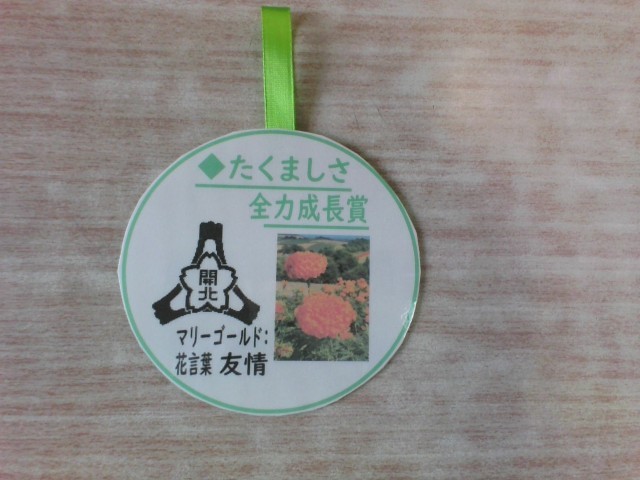 ◆たくましさ
全力成長賞
開北
マリーゴールド:
花言葉 友情